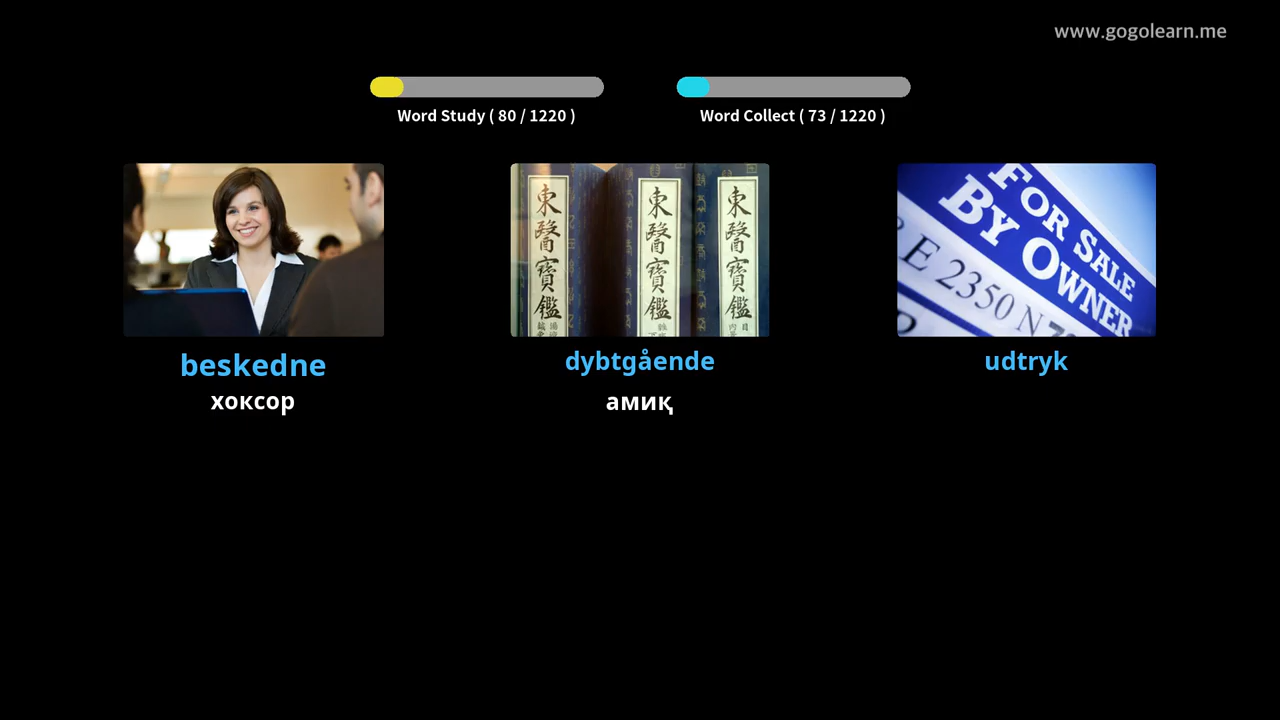 www.gogolearn.me
Word Study ( 80 / 1220 )
Word Collect ( 73 / 1220 )
東醫寶鑑
東醫寶鑑
東醫寶鑑
FOR SALE
BY OWNER
E 2350 N
beskedne
dybtgående
udtryk
хоксор
амиқ